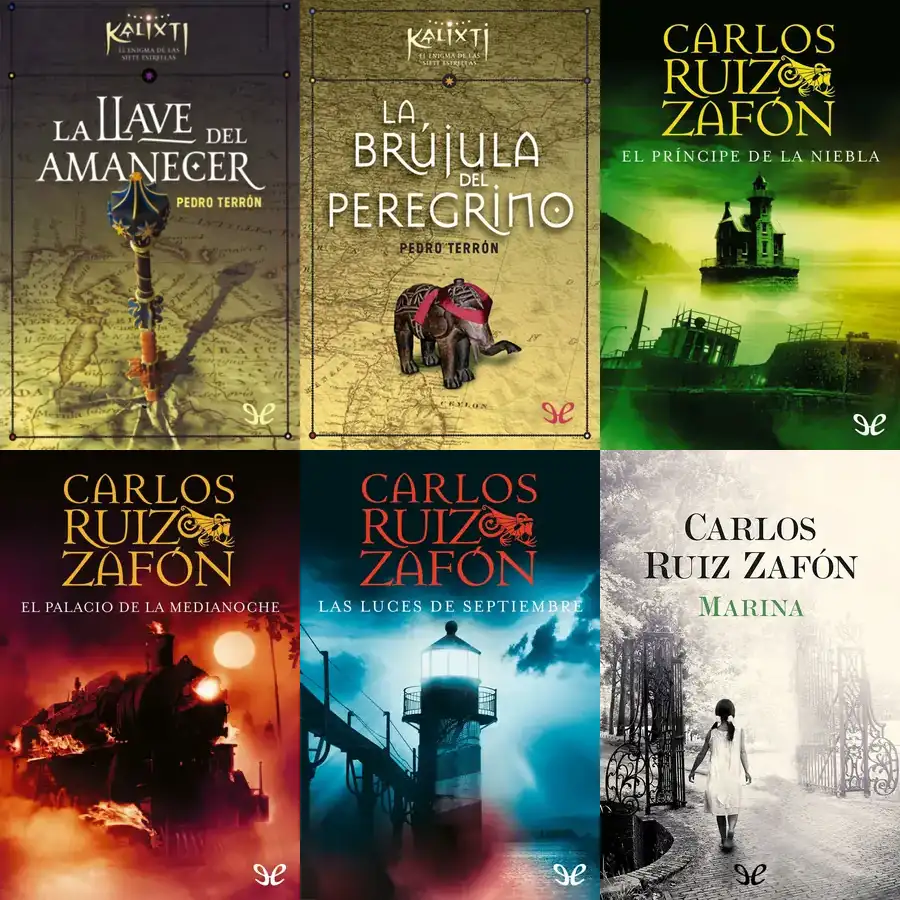 KALIXTI
EL ENIGMA DE LAS
SIETE ESTRELLAS
LA LLAVE DEL
AMANECER
PEDRO TERRÓN
KALIXTI
EL ENIGMA DE LAS
SIETE ESTRELLAS
LA
BRÚJULA
DEL
PEREGRINO
PEDRO TERRÓN
CEYLON
CARLOS
RUIZ
ZAFÓN
EL PRÍNCIPE DE LA NIEBLA
CARLOS
RUIZ
ZAFÓN
EL PALACIO DE LA MEDIANOCHE
CARLOS
RUIZ
ZAFÓN
LAS LUCES DE SEPTIEMBRE
CARLOS
RUIZ ZAFÓN
MARINA